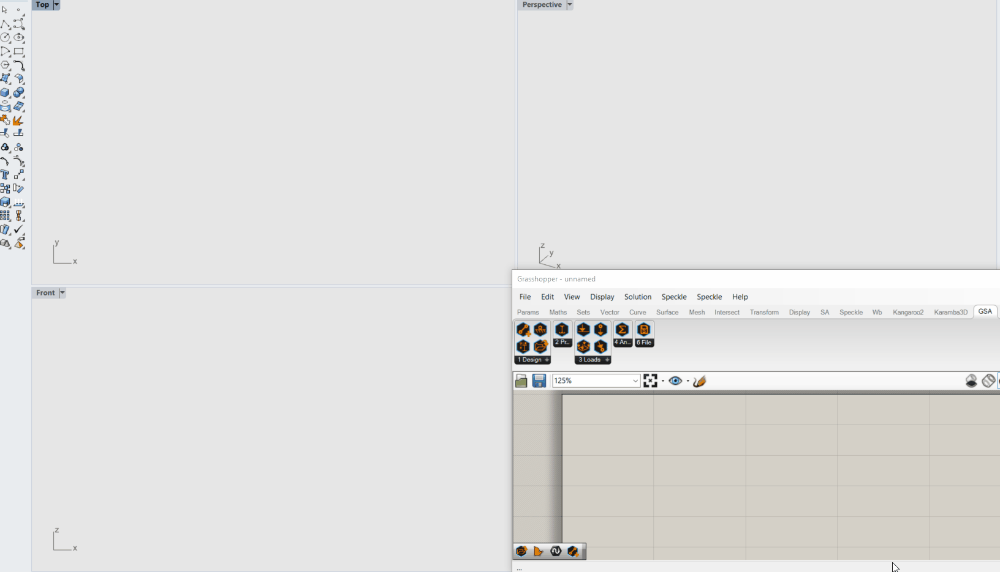 Top
Perspective
y
x
z
y
x
Front
z
x
Grasshopper - unnamed
File Edit View Display Solution Speckle Speckle Help
Params Maths Sets Vector Curve Surface Mesh Intersect Transform Display SA Speckle Wb Kangaroo2 Karamba3D GSA
2 Pr... 4 An... 6 File
1 Design + 3 Loads +
125%
...